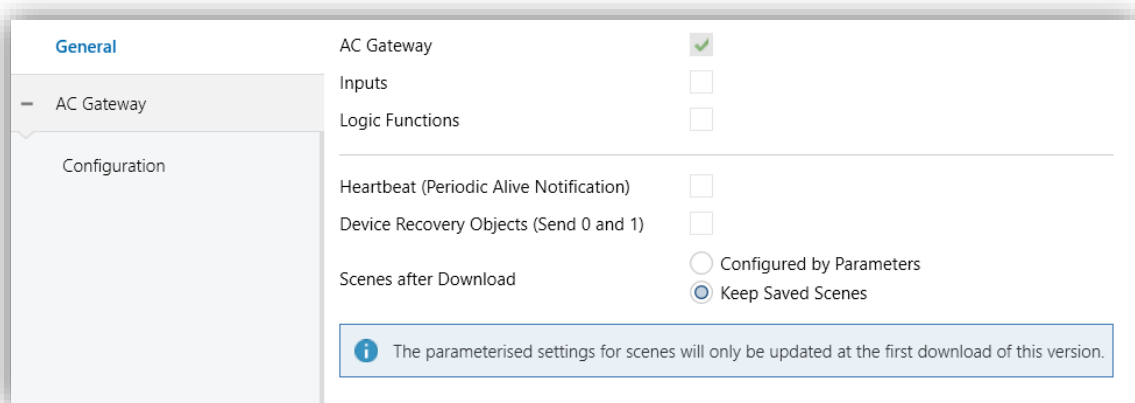 General
AC Gateway
Configuration
AC Gateway
Inputs
Logic Functions
Heartbeat (Periodic Alive Notification)
Device Recovery Objects (Send 0 and 1)
Scenes after Download
Configured by Parameters
Keep Saved Scenes
The parameterised settings for scenes will only be updated at the first download of this version.